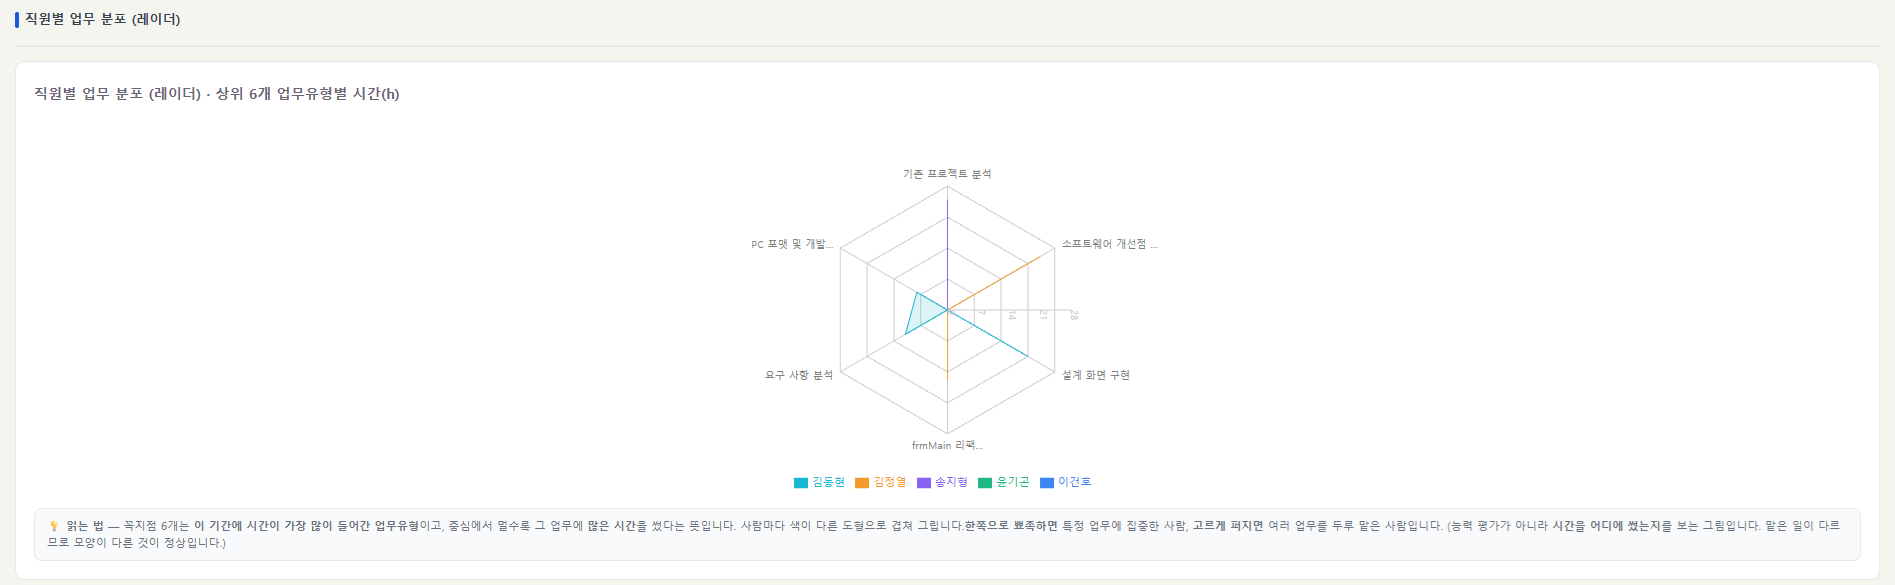 직원별 업무 분포 (레이더)
직원별 업무 분포 (레이더) · 상위 6개 업무유형별 시간(h)
기존 프로젝트 분석
PC 포맷 및 개발...
소프트웨어 개선점 ...
7
14
21
28
요구 사항 분석
설계 화면 구현
frmMain 리팩...
김동현 김정열 송지형 윤기곤 이건호
읽는 법 — 꼭지점 6개는 이 기간에 시간이 가장 많이 들어간 업무유형이고, 중심에서 멀수록 그 업무에 많은 시간을 썼다는 뜻입니다. 사람마다 색이 다른 도형으로 겹쳐 그립니다.한쪽으로 뾰족하면 특정 업무에 집중한 사람, 고르게 퍼지면 여러 업무를 두루 맡은 사람입니다. (능력 평가가 아니라 시간을 어디에 썼는지를 보는 그림입니다. 맡은 일이 다르
므로 모양이 다른 것이 정상입니다.)